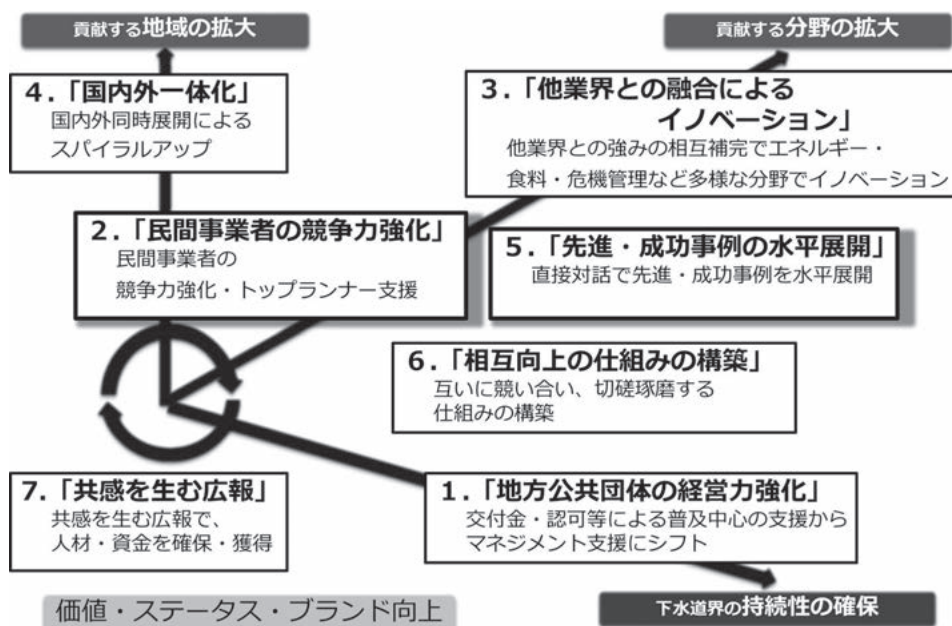 貢献する地域の拡大
貢献する分野の拡大
4.「国内外一体化」
国内外同時展開による
スパイラルアップ
3.「他業界との融合による
イノベーション」
他業界との強みの相互補完でエネルギー・
食料・危機管理など多様な分野でイノベーション
2.「民間事業者の競争力強化」
民間事業者の
競争力強化・トップランナー支援
5.「先進・成功事例の水平展開」
直接対話で先進・成功事例を水平展開
6.「相互向上の仕組みの構築」
互いに競い合い、切磋琢磨する
仕組みの構築
7.「共感を生む広報」
共感を生む広報で、
人材・資金を確保・獲得
1.「地方公共団体の経営力強化」
交付金・認可等による普及中心の支援から
マネジメント支援にシフト
価値・ステータス・ブランド向上
下水道界の持続性の確保